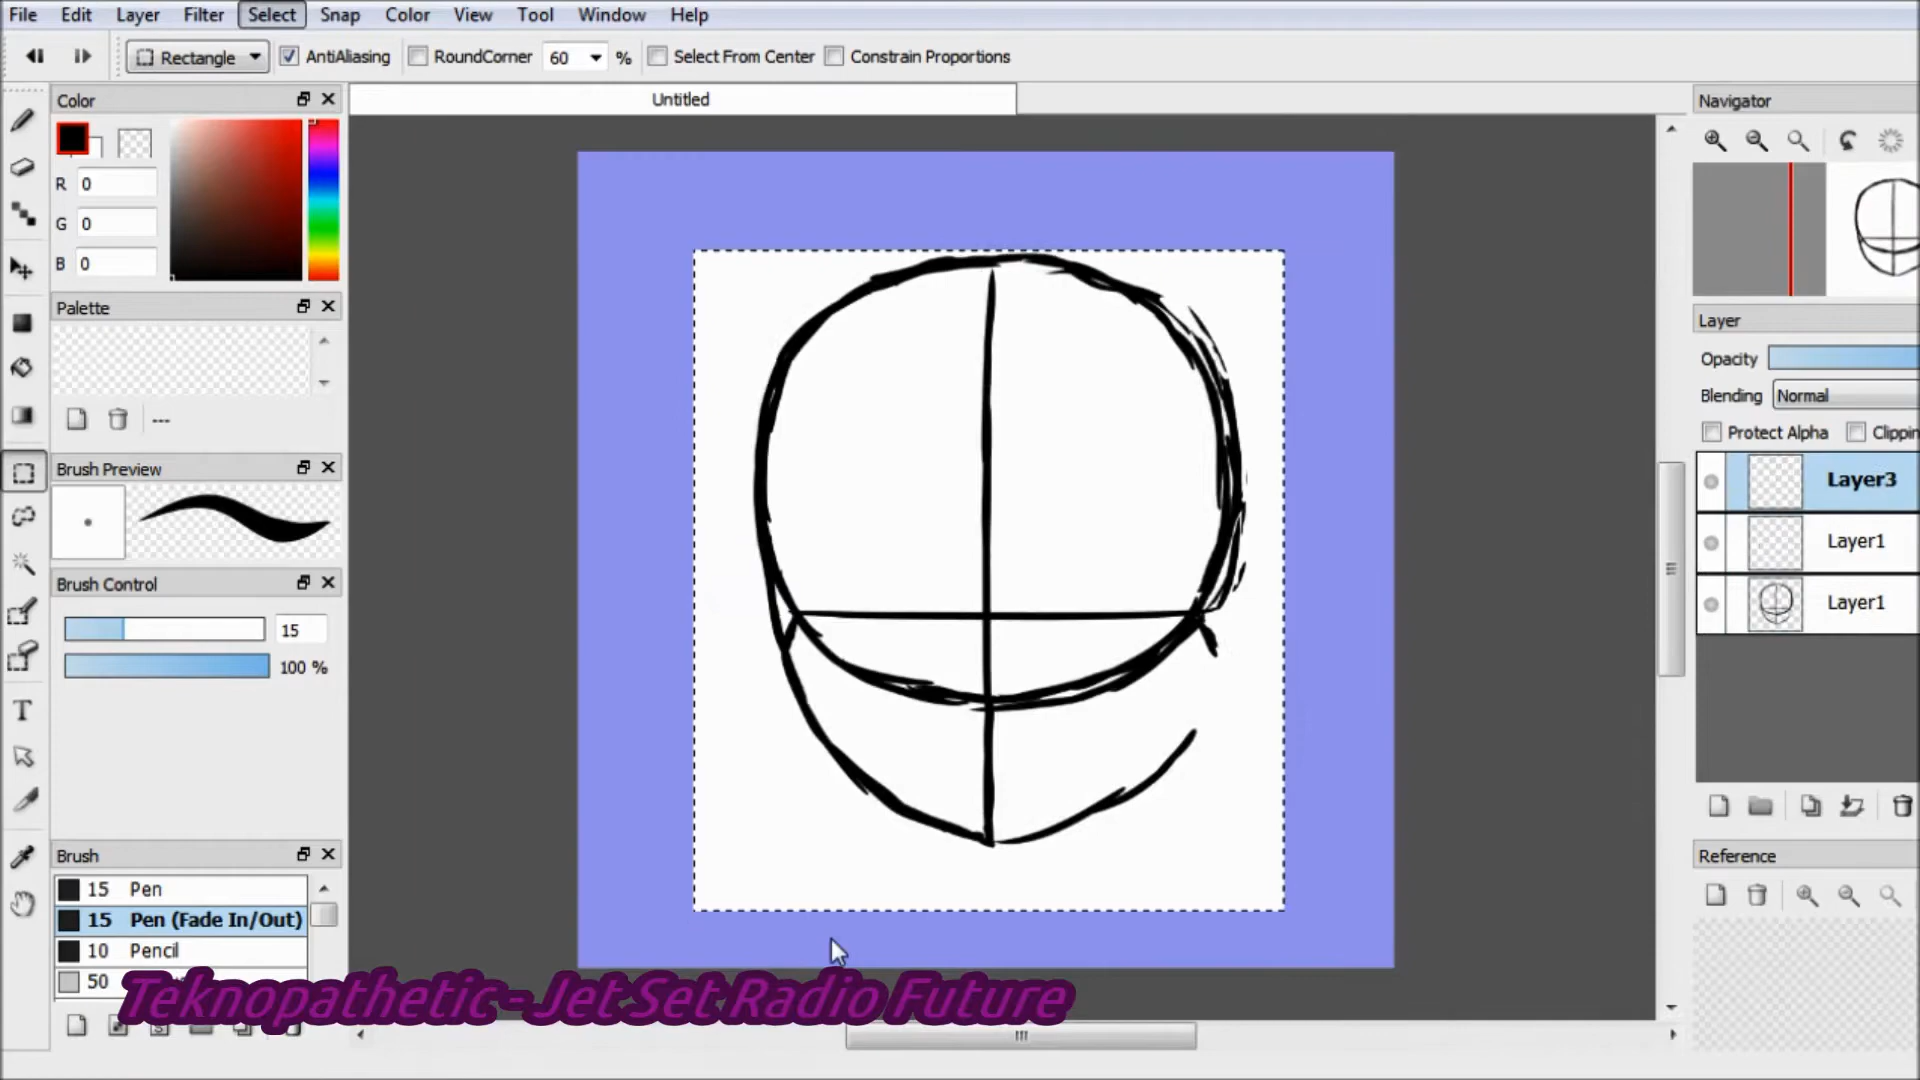 File Edit Layer Filter Select Snap Color View Tool Window Help
Rectangle AntiAliasing RoundCorner 60 % Select From Center Constrain Proportions
Color
R 0
G 0
B 0
Palette
---
Brush Preview
Brush Control
15
100 %
Brush
15 Pen
15 Pen (Fade In/Out)
10 Pencil
50
Untitled
Navigator
Layer
Opacity
Blending Normal
Protect Alpha Clippin
Layer3
Layer1
Layer1
Reference
Teknopathetic - Jet Set Radio Future